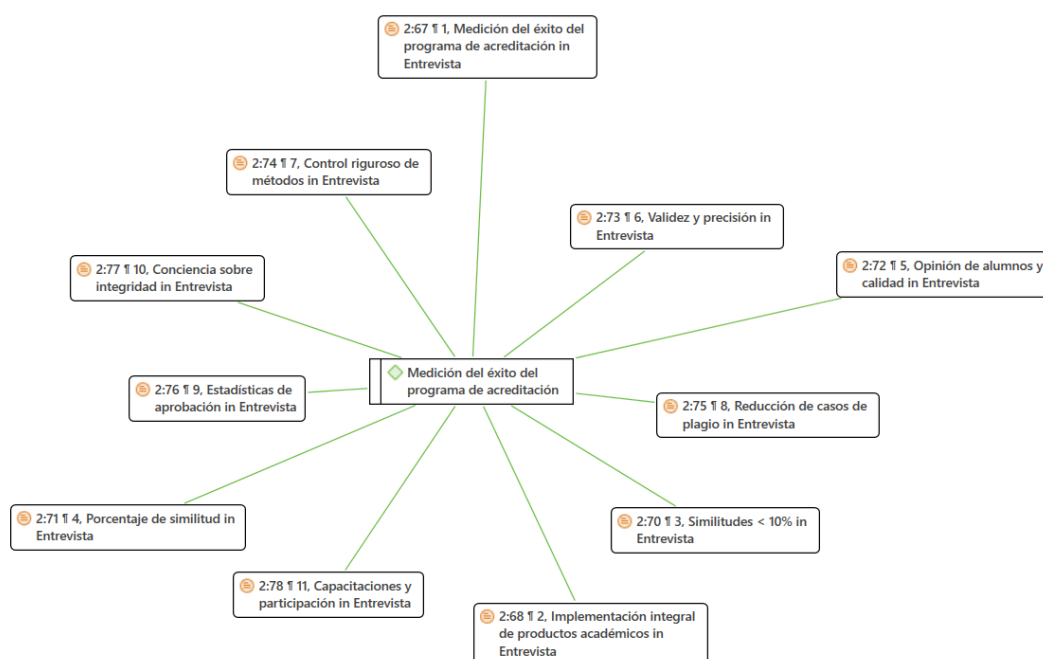 2:67 ¶ 1, Medición del éxito del
programa de acreditación in
Entrevista
2:74 ¶ 7, Control riguroso de
métodos in Entrevista
2:73 ¶ 6, Validez y precisión in
Entrevista
2:77 ¶ 10, Conciencia sobre
integridad in Entrevista
2:72 ¶ 5, Opinión de alumnos y
calidad in Entrevista
Medición del éxito del
programa de acreditación
2:76 ¶ 9, Estadísticas de
aprobación in Entrevista
2:75 ¶ 8, Reducción de casos de
plagio in Entrevista
2:71 ¶ 4, Porcentaje de similitud in
Entrevista
2:70 ¶ 3, Similitudes < 10% in
Entrevista
2:78 ¶ 11, Capacitaciones y
participación in Entrevista
2:68 ¶ 2, Implementación integral
de productos académicos in
Entrevista